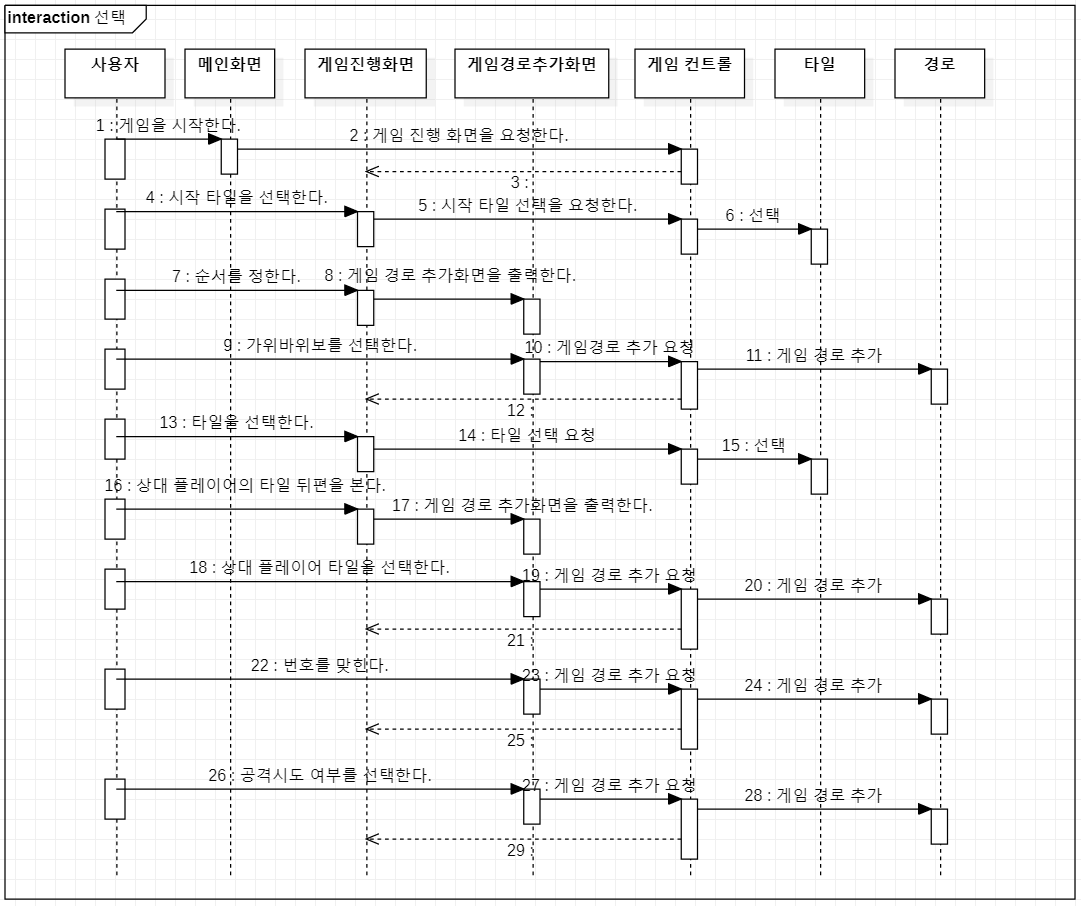 interaction 선택
사용자
메인화면
게임진행화면
게임경로추가화면
게임 컨트롤
타일
경로
1 : 게임을 시작한다.
2 : 게임 진행 화면을 요청한다.
3 :
4 : 시작 타일을 선택한다.
5 : 시작 타일 선택을 요청한다.
6 : 선택
7 : 순서를 정한다.
8 : 게임 경로 추가화면을 출력한다.
9 : 가위바위보를 선택한다.
10 : 게임경로 추가 요청
11 : 게임 경로 추가
12 :
13 : 타일을 선택한다.
14 : 타일 선택 요청
15 : 선택
16 : 상대 플레이어의 타일 뒤편을 본다.
17 : 게임 경로 추가화면을 출력한다.
18 : 상대 플레이어 타일을 선택한다.
19 : 게임 경로 추가 요청
20 : 게임 경로 추가
21 :
22 : 번호를 맞힌다.
23 : 게임 경로 추가 요청
24 : 게임 경로 추가
25 :
26 : 공격시도 여부를 선택한다.
27 : 게임 경로 추가 요청
28 : 게임 경로 추가
29 :